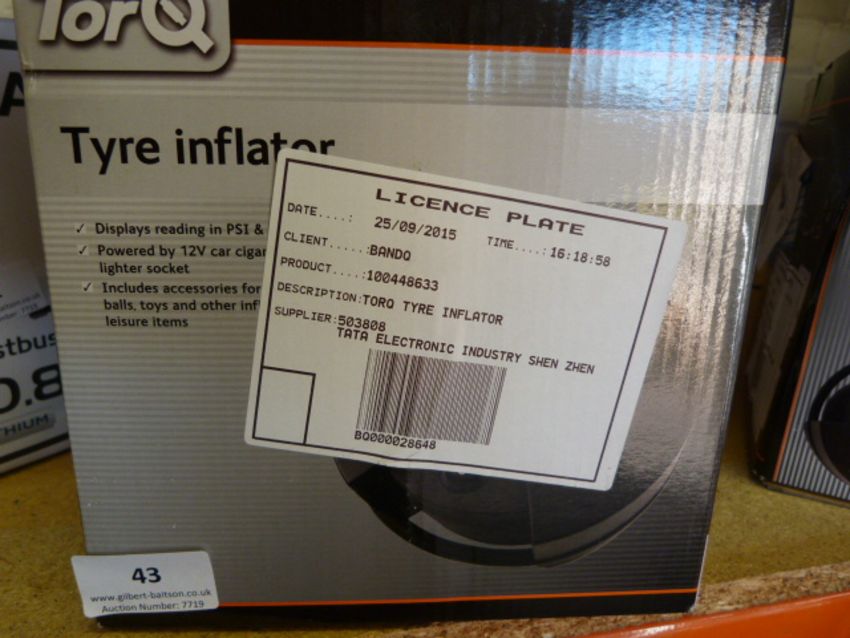 TorQ
Tyre inflator
✓ Displays reading in PSI &
✓ Powered by 12V car cigar
lighter socket
✓ Includes accessories for
balls, toys and other inf
leisure items
LICENCE PLATE
DATE....: 25/09/2015 TIME....:16:18:58
CLIENT.....:BANDQ
PRODUCT....:100448633
DESCRIPTION:TORQ TYRE INFLATOR
SUPPLIER:503808
TATA ELECTRONIC INDUSTRY SHEN ZHEN
BQ000028648
43
www.gilbert-baitson.co.uk
Auction Number: 7719
0.8